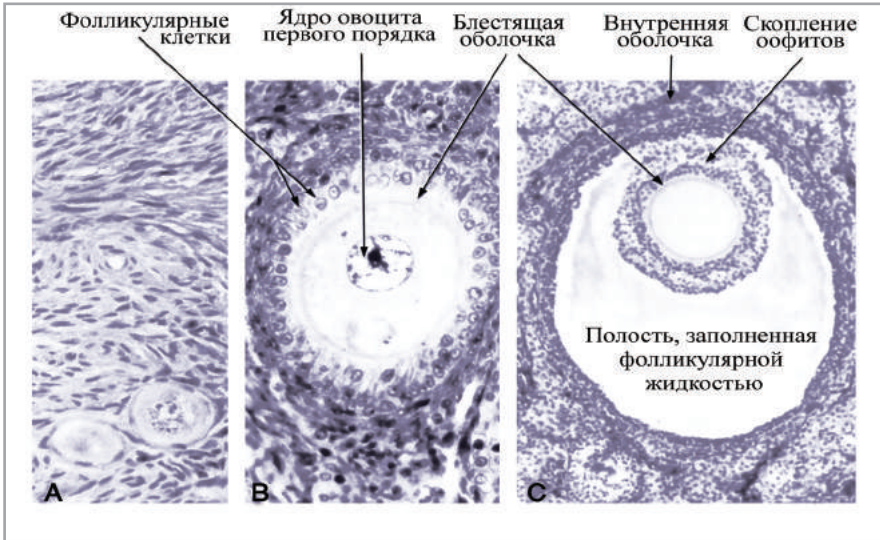 Фолликулярные
клетки
Ядро овоцита
первого порядка
Блестящая
оболочка
Внутренняя
оболочка
Скопление
оофитов
Полость, заполненная
фолликулярной
жидкостью
A
B
C